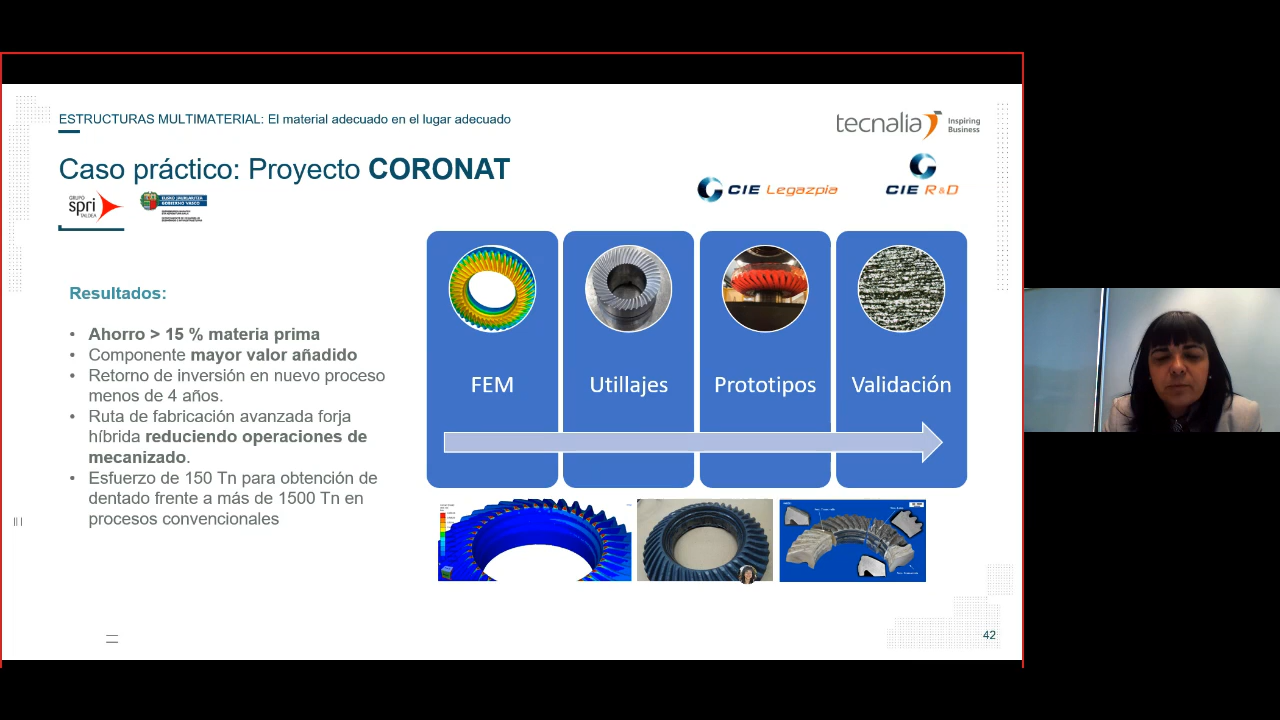 ESTRUCTURAS MULTIMATERIAL: El material adecuado en el lugar adecuado
tecnalia Inspiring Business
Caso práctico: Proyecto CORONAT
GRUPO spri TALDEA
EUSKO JAURLARITZA
GOBIERNO VASCO
CIE Legazpia
CIE R&D
Resultados:
• Ahorro > 15 % materia prima
• Componente mayor valor añadido
• Retorno de inversión en nuevo proceso
menos de 4 años.
• Ruta de fabricación avanzada forja
híbrida reduciendo operaciones de
mecanizado.
• Esfuerzo de 150 Tn para obtención de
dentado frente a más de 1500 Tn en
procesos convencionales
FEM
Utillajes
Prototipos
Validación
42